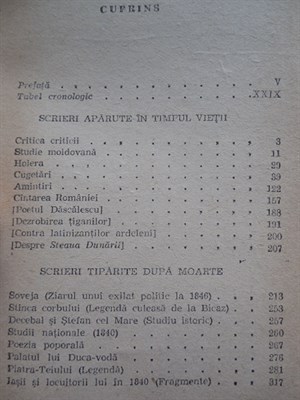 CUPRINS
Prefață . . . . . . . . . . V
Tabel cronologic . . . . . . . XXIX
SCRIERI APĂRUTE ÎN TIMPUL VIEȚII
Critica criticii . . . . . . . . 3
Studie moldovană . . . . . . . 11
Holera . . . . . . . . . . 29
Cugetări . . . . . . . . . 39
Amintiri . . . . . . . . . 122
Cîntarea României . . . . . . . 157
[Poetul Dăscălescu] . . . . . . 187
[Dezrobirea țiganilor] . . . . . . 191
[Contra latinizanților ardeleni] . . . . 200
[Despre Steaua Dunării] . . . . . 207
SCRIERI TIPĂRITE DUPĂ MOARTE
Soveja (Ziarul unui exilat politic la 1846) . . . 213
Stînca corbului (Legendă culeasă de la Bicaz) . . 253
Decebal și Ștefan cel Mare (Studiu istoric) . . 257
Studii naționale (1840) . . . . . . 260
Poezia poporală . . . . . . . 267
Palatul lui Duca-vodă . . . . . . 276
Piatra-Teiului (Legendă) . . . . . 281
Iașii și locuitorii lui în 1840 (Fragmente) . . 317